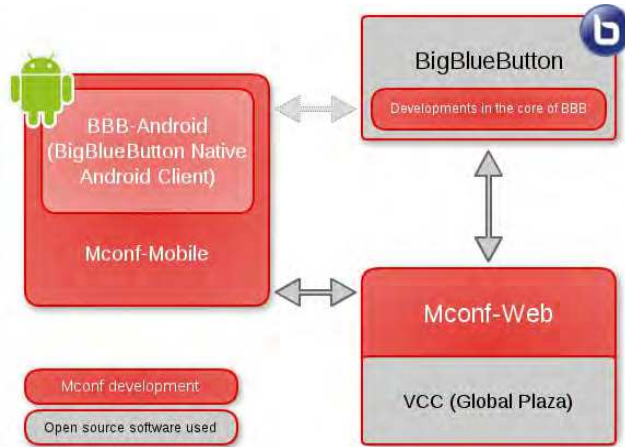 BigBlueButton
Developments in the core of BBB
BBB-Android
(BigBlueButton Native
Android Client)
Mconf-Mobile
Mconf-Web
VCC (Global Plaza)
Mconf development
Open source software used